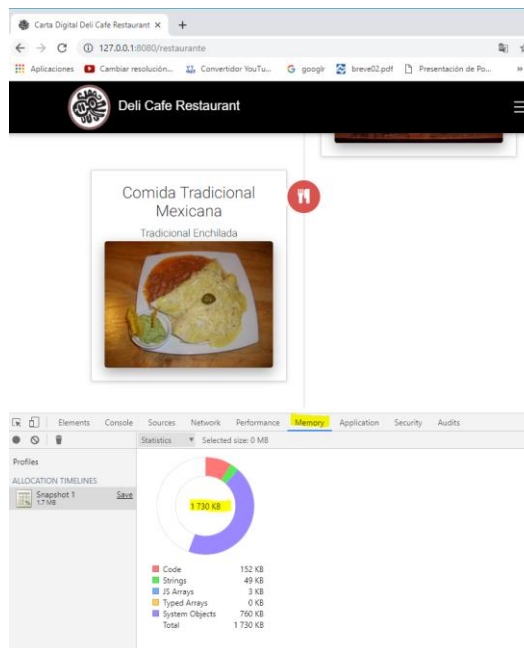 Carta Digital Deli Cafe Restaurant
127.0.0.1:8080/restaurante
Aplicaciones Cambiar resolución... Convertidor YouTu... googlr breve02.pdf Presentación de Po... »
Deli Cafe Restaurant
Comida Tradicional
Mexicana
Tradicional Enchilada
Elements Console Sources Network Performance Memory Application Security Audits
Statistics ▼ Selected size: 0 MB
Profiles
ALLOCATION TIMELINES
Snapshot 1 Save
1.7 MB
1 730 KB
Code 152 KB
Strings 49 KB
JS Arrays 3 KB
Typed Arrays 0 KB
System Objects 760 KB
Total 1 730 KB